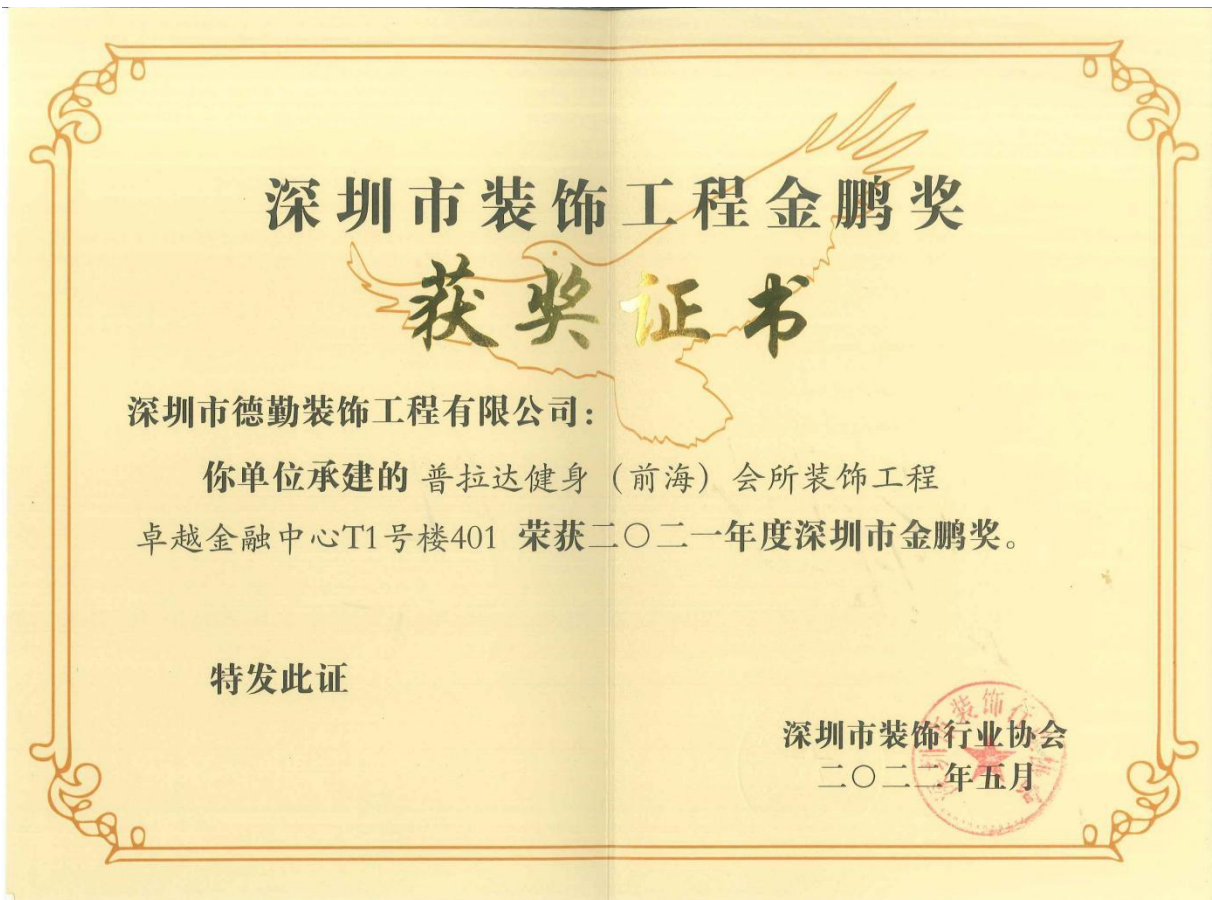 深圳市装饰工程金鹏奖
获奖证书
深圳市德勤装饰工程有限公司：
你单位承建的 普拉达健身（前海）会所装饰工程
卓越金融中心T1号楼401 荣获二〇二一年度深圳市金鹏奖。
特发此证
深圳市装饰行业协会
二〇二二年五月